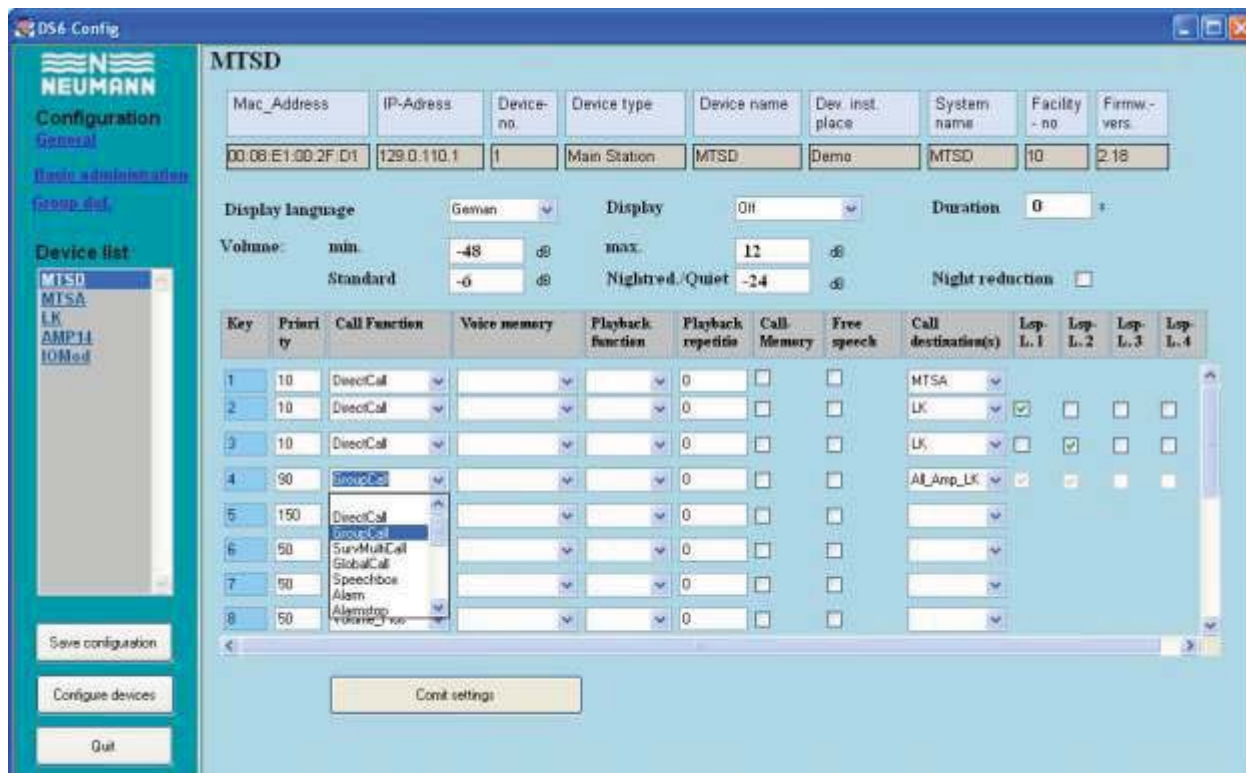 DS6 Config
NEUMANN
Configuration
General
Basic administration
Group def.
Device list
MTSD
MTSA
LK
AMP14
IOMod
Save configuration
Configure devices
Quit
MTSD
Mac_Address IP-Adress Device-no. Device type Device name Dev. inst. place System name Facility - no Firmw.-vers.
00:08:E1:00:2F:D1 129.0.110.1 1 Main Station MTSD Demo MTSD 10 2.18
Display language German Display Off Duration 0 s
Volume: min. -48 dB max. 12 dB
Standard -6 dB Nightred./Quiet -24 dB Night reduction
Key Priority Call Function Voice memory Playback function Playback repetitio Call-Memory Free speech Call destination(s) Lsp-L. 1 Lsp-L. 2 Lsp-L. 3 Lsp-L. 4
1 10 DirectCall 0 MTSA
2 10 DirectCall 0 LK
3 10 DirectCall 0 LK
4 90 GroupCall 0 All_Amp_LK
5 150 0
6 50 0
7 50 0
8 50 0
DirectCall
GroupCall
SurvMultiCall
GlobalCall
Speechbox
Alarm
Alarmstop
Comit settings